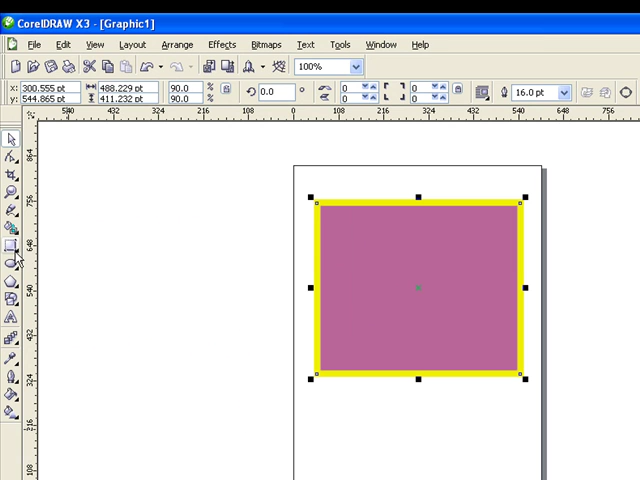 CorelDRAW X3 - [Graphic1]
File Edit View Layout Arrange Effects Bitmaps Text Tools Window Help
100%
x: 300.555 pt 488.229 pt 90.0 % 0.0 0 0 16.0 pt
y: 544.865 pt 411.232 pt 90.0 % 0 0
540 432 324 216 108 0 108 216 324 432 540 648 756
864
756
648
540
432
324
216
108